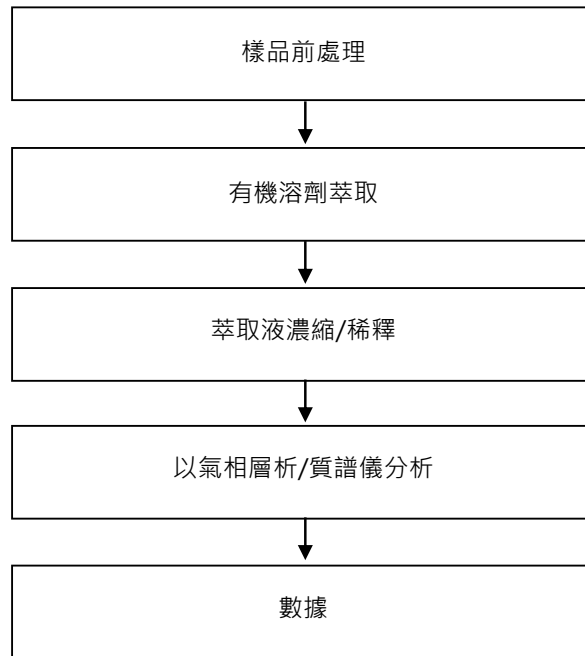 樣品前處理
有機溶劑萃取
萃取液濃縮/稀釋
以氣相層析/質譜儀分析
數據